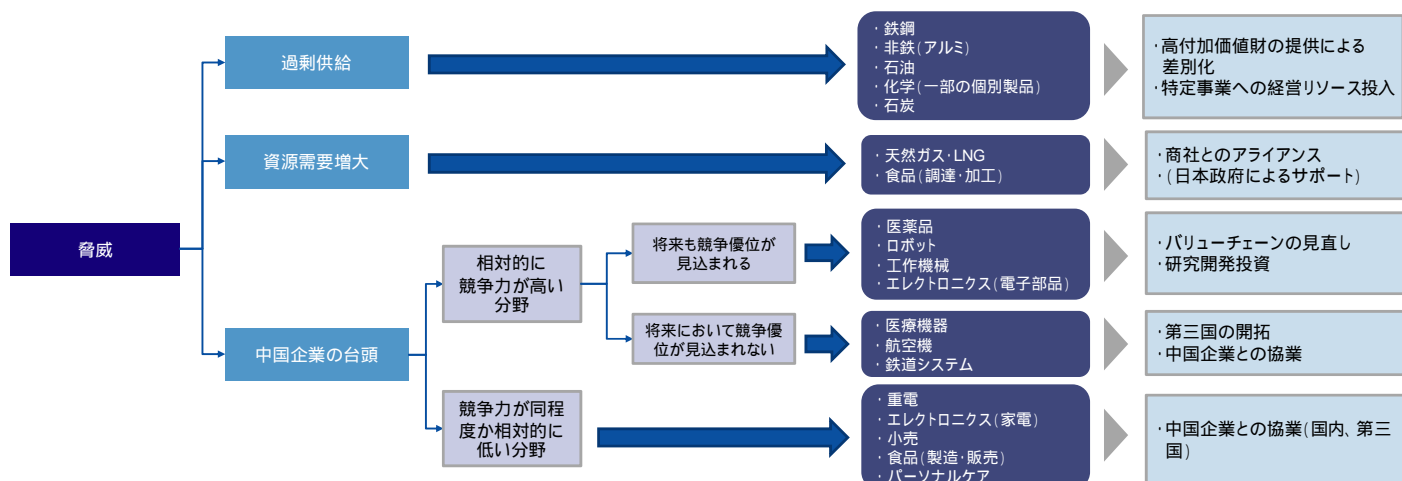 過剰供給
・鉄鋼
・非鉄(アルミ)
・石油
・化学(一部の個別製品)
・石炭
・高付加価値財の提供による
差別化
・特定事業への経営リソース投入
資源需要増大
・天然ガス・LNG
・食品(調達・加工)
・商社とのアライアンス
・(日本政府によるサポート)
脅威
中国企業の台頭
相対的に
競争力が高い
分野
将来も競争優位が
見込まれる
・医薬品
・ロボット
・工作機械
・エレクトロニクス(電子部品)
・バリューチェーンの見直し
・研究開発投資
将来において競争優
位が見込まれない
・医療機器
・航空機
・鉄道システム
・第三国の開拓
・中国企業との協業
競争力が同程
度か相対的に
低い分野
・重電
・エレクトロニクス(家電)
・小売
・食品(製造・販売)
・パーソナルケア
・中国企業との協業(国内、第三
国)